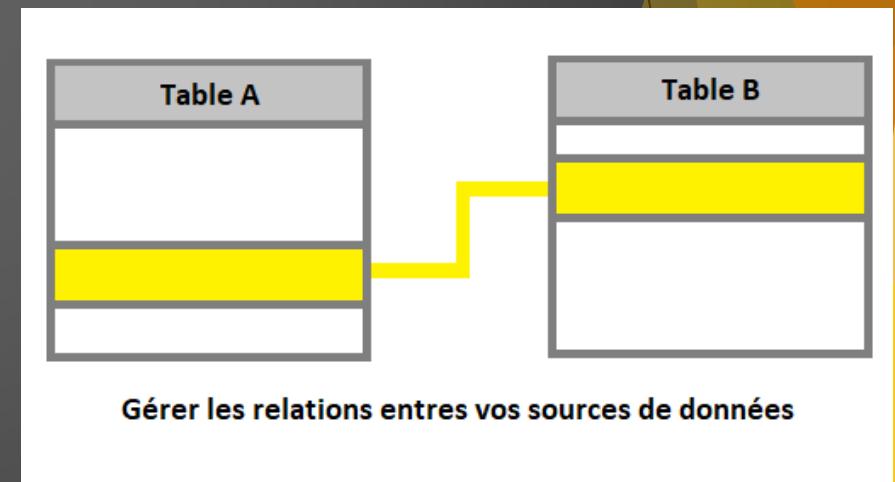 Table A
Table B
Gérer les relations entres vos sources de données